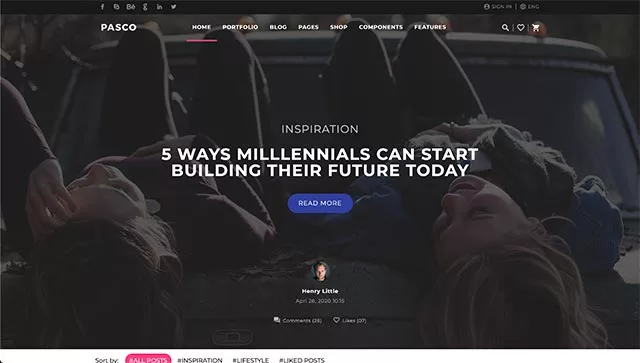 SIGN IN | ENG
PASCO
HOME PORTFOLIO BLOG PAGES SHOP COMPONENTS FEATURES
INSPIRATION
5 WAYS MILLLENNIALS CAN START
BUILDING THEIR FUTURE TODAY
READ MORE
Henry Little
April 28, 2020 10:15
Comments (28) Likes (07)
Sort by: #ALL POSTS #INSPIRATION #LIFESTYLE #LIKED POSTS